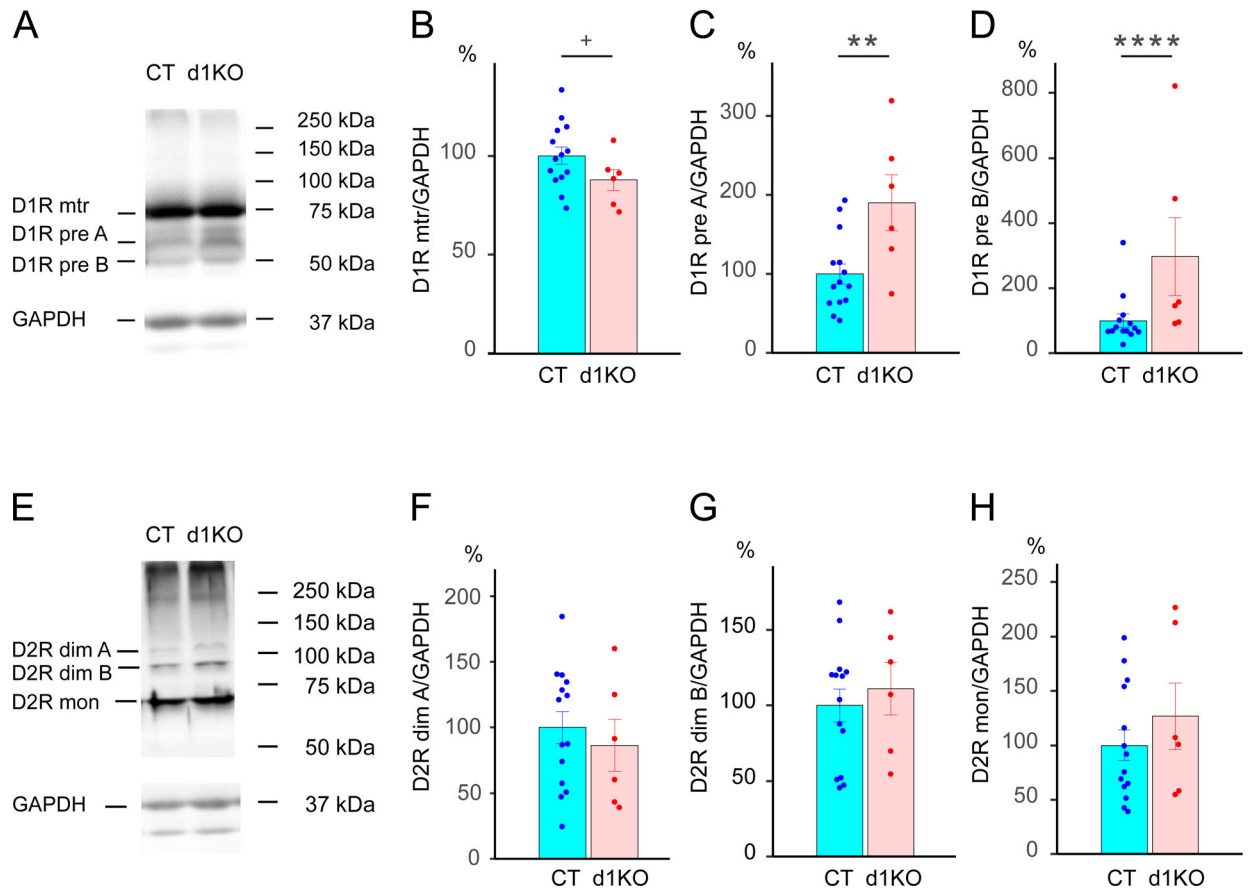 A
CT d1KO
250 kDa
150 kDa
100 kDa
D1R mtr
75 kDa
D1R pre A
D1R pre B
50 kDa
GAPDH
37 kDa
B
%
+
100
50
0
D1R mtr/GAPDH
CT d1KO
C
%
**
300
200
100
0
D1R pre A/GAPDH
CT d1KO
D
%
****
800
600
400
200
0
D1R pre B/GAPDH
CT d1KO
E
CT d1KO
250 kDa
150 kDa
D2R dim A
100 kDa
D2R dim B
75 kDa
D2R mon
50 kDa
GAPDH
37 kDa
F
%
200
150
100
50
0
D2R dim A/GAPDH
CT d1KO
G
%
150
100
50
0
D2R dim B/GAPDH
CT d1KO
H
%
250
200
150
100
50
0
D2R mon/GAPDH
CT d1KO